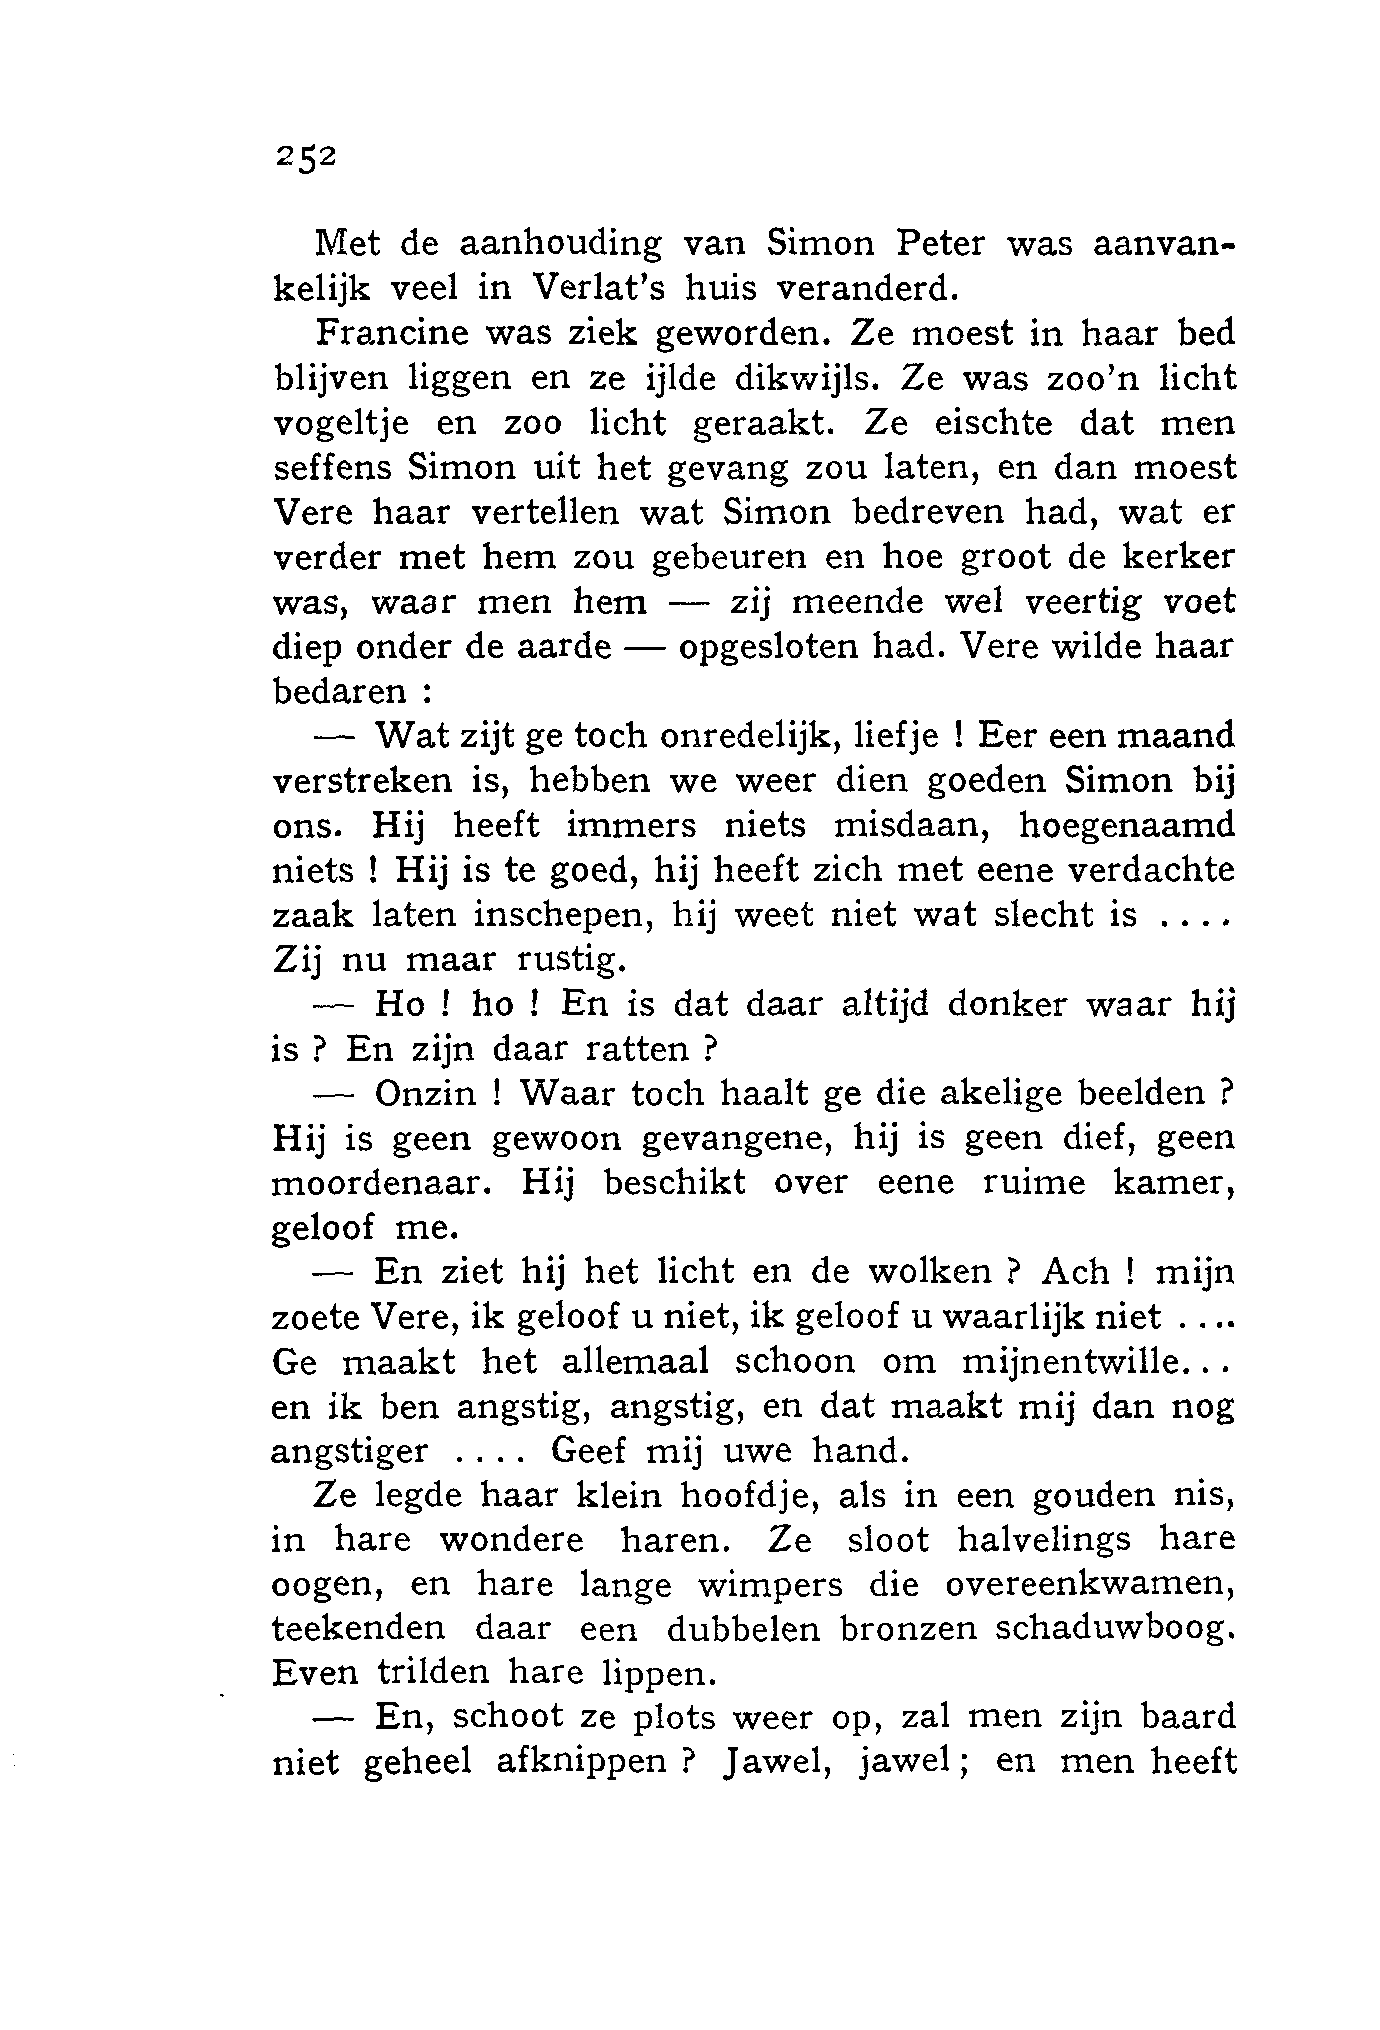 252
Met de aanhouding van Simon Peter was aanvan-
kelijk veel in Verlat's huis veranderd.
Francine was ziek geworden. Ze moest in haar bed
blijven liggen en ze ijlde dikwijls. Ze was zoo'n licht
vogeltje en zoo licht geraakt. Ze eischte dat men
seffens Simon uit het gevang zou laten, en dan moest
Vere haar vertellen wat Simon bedreven had, wat er
verder met hem zou gebeuren en hoe groot de kerker
was, waar men hem — zij meende wel veertig voet
diep onder de aarde — opgesloten had. Vere wilde haar
bedaren :
— Wat zijt ge toch onredelijk, liefje ! Eer een maand
verstreken is, hebben we weer dien goeden Simon bij
ons. Hij heeft immers niets misdaan, hoegenaamd
niets ! Hij is te goed, hij heeft zich met eene verdachte
zaak laten inschepen, hij weet niet wat slecht is ....
Zij nu maar rustig.
— Ho ! ho ! En is dat daar altijd donker waar hij
is ? En zijn daar ratten ?
— Onzin ! Waar toch haalt ge die akelige beelden ?
Hij is geen gewoon gevangene, hij is geen dief, geen
moordenaar. Hij beschikt over eene ruime kamer,
geloof me.
— En ziet hij het licht en de wolken ? Ach ! mijn
zoete Vere, ik geloof u niet, ik geloof u waarlijk niet ....
Ge maakt het allemaal schoon om mijnentwille...
en ik ben angstig, angstig, en dat maakt mij dan nog
angstiger .... Geef mij uwe hand.
Ze legde haar klein hoofdje, als in een gouden nis,
in hare wondere haren. Ze sloot halvelings hare
oogen, en hare lange wimpers die overeenkwamen,
teekenden daar een dubbelen bronzen schaduwboog.
Even trilden hare lippen.
— En, schoot ze plots weer op, zal men zijn baard
niet geheel afknippen ? Jawel, jawel ; en men heeft